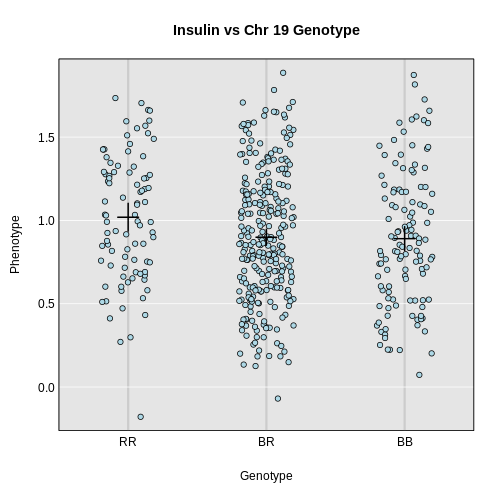 Insulin vs Chr 19 Genotype
Phenotype
1.5
1.0
0.5
0.0
RR BR BB
Genotype